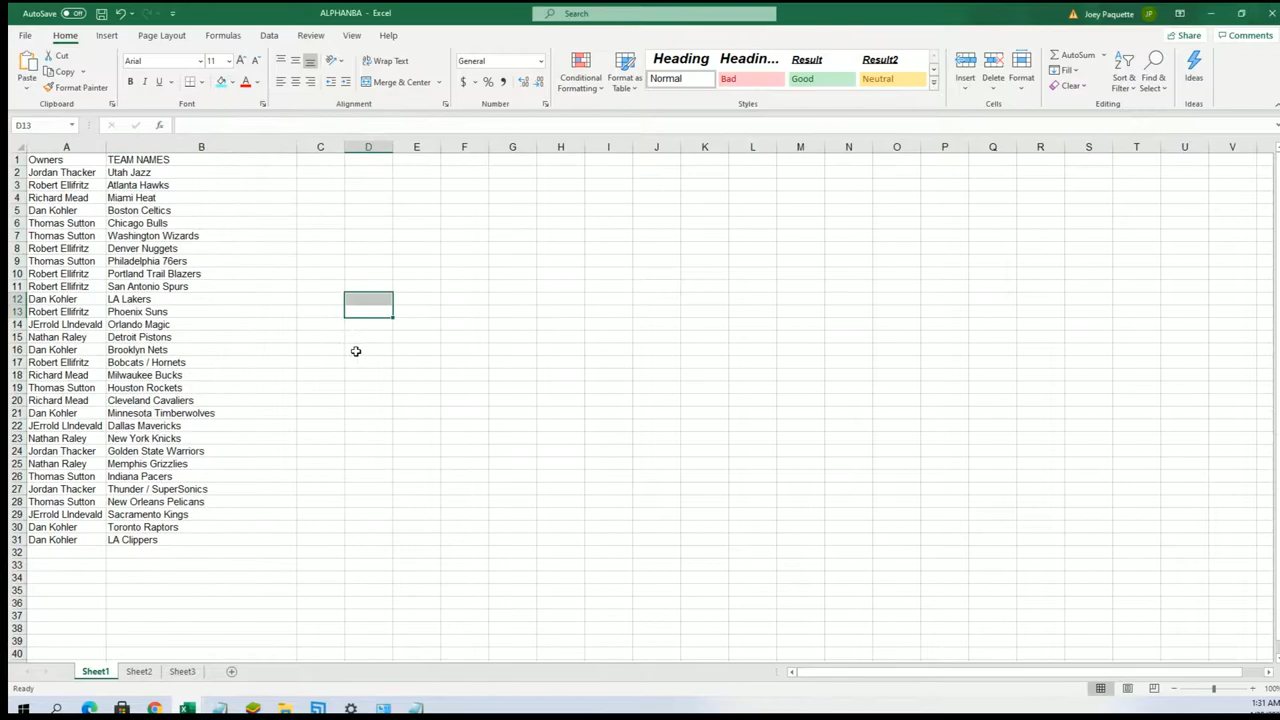 AutoSave Off ALPHANBA - Excel Search Joey Paquette JP
File Home Insert Page Layout Formulas Data Review View Help Share Comments
Paste Cut Copy Format Painter Clipboard
Arial 11 B I U Font
Wrap Text Merge & Center Alignment
General $ % , Number
Conditional Formatting Format as Table
Heading Headin... Result Result2
Normal Bad Good Neutral
Styles
Insert Delete Format Cells
AutoSum Fill Clear Sort & Filter Find & Select Editing
Ideas Ideas
D13 fx
A B C D E F G H I J K L M N O P Q R S T U V
1 Owners TEAM NAMES
2 Jordan Thacker Utah Jazz
3 Robert Ellifritz Atlanta Hawks
4 Richard Mead Miami Heat
5 Dan Kohler Boston Celtics
6 Thomas Sutton Chicago Bulls
7 Thomas Sutton Washington Wizards
8 Robert Ellifritz Denver Nuggets
9 Thomas Sutton Philadelphia 76ers
10 Robert Ellifritz Portland Trail Blazers
11 Robert Ellifritz San Antonio Spurs
12 Dan Kohler LA Lakers
13 Robert Ellifritz Phoenix Suns
14 JErrold LIndevald Orlando Magic
15 Nathan Raley Detroit Pistons
16 Dan Kohler Brooklyn Nets
17 Robert Ellifritz Bobcats / Hornets
18 Richard Mead Milwaukee Bucks
19 Thomas Sutton Houston Rockets
20 Richard Mead Cleveland Cavaliers
21 Dan Kohler Minnesota Timberwolves
22 JErrold LIndevald Dallas Mavericks
23 Nathan Raley New York Knicks
24 Jordan Thacker Golden State Warriors
25 Nathan Raley Memphis Grizzlies
26 Thomas Sutton Indiana Pacers
27 Jordan Thacker Thunder / SuperSonics
28 Thomas Sutton New Orleans Pelicans
29 JErrold LIndevald Sacramento Kings
30 Dan Kohler Toronto Raptors
31 Dan Kohler LA Clippers
32
33
34
35
36
37
38
39
40
Sheet1 Sheet2 Sheet3
Ready 100%
1:31 AM